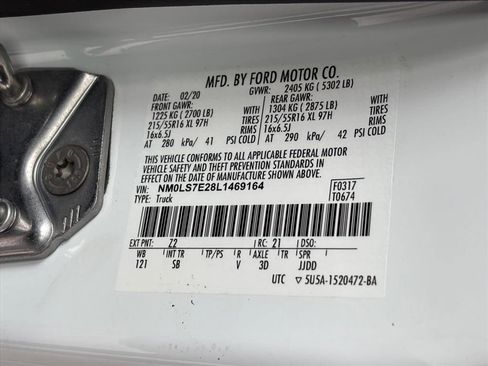 MFD. BY FORD MOTOR CO.
DATE: 02/20 GVWR: 2405 KG ( 5302 LB)
FRONT GAWR: REAR GAWR:
1225 KG ( 2700 LB) WITH 1304 KG ( 2875 LB) WITH
215/55R16 XL 97H TIRES 215/55R16 XL 97H TIRES
16x6.5J RIMS 16x6.5J RIMS
AT 280 kPa/ 41 PSI COLD AT 290 kPa/ 42 PSI COLD
THIS VEHICLE CONFORMS TO ALL APPLICABLE FEDERAL MOTOR
VEHICLE SAFETY AND THEFT PREVENTION STANDARDS IN
EFFECT ON THE DATE OF MANUFACTURE SHOWN ABOVE.
VIN: NM0LS7E28L1469164 F0317
TYPE: Truck T0674
EXT PNT: Z2 RC: 21 DSO:
WB INT TR TP/PS R AXLE TR SPR
121 SB V 3D JJDD
UTC ▽ 5U5A-1520472-BA